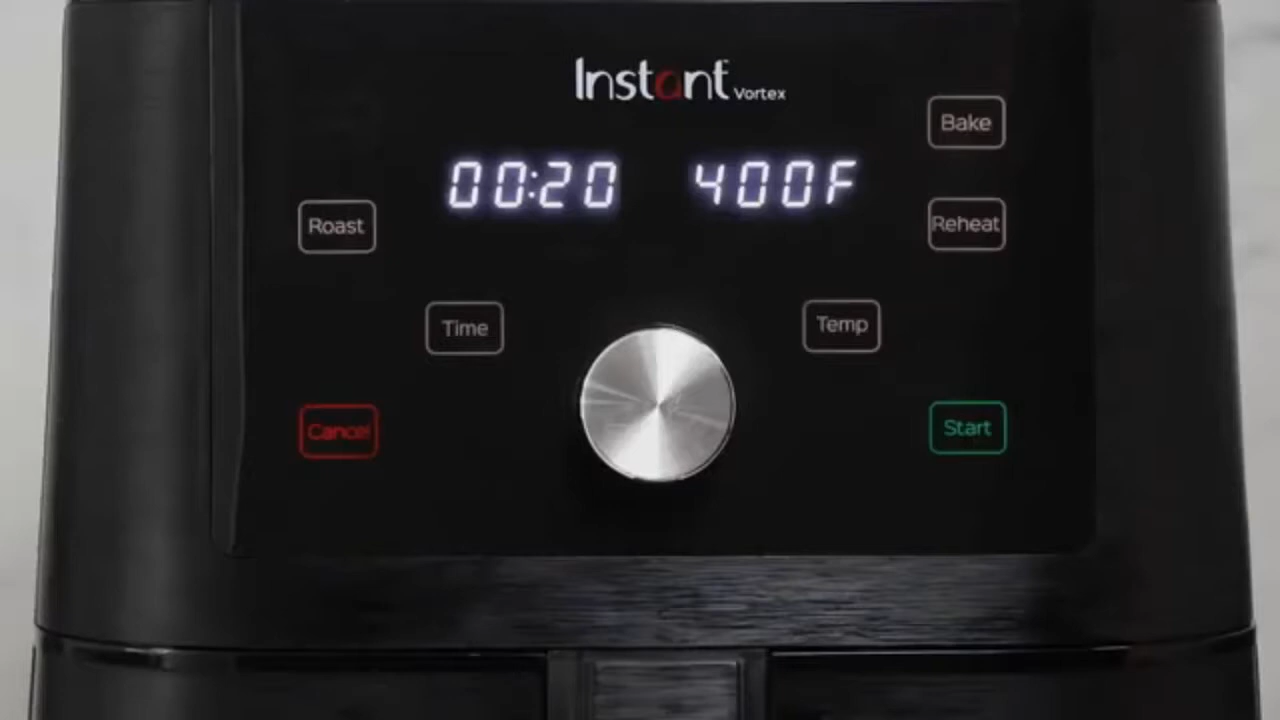 Instant Vortex
Bake
00:20 400F
Roast
Reheat
Time
Temp
Cancel
Start